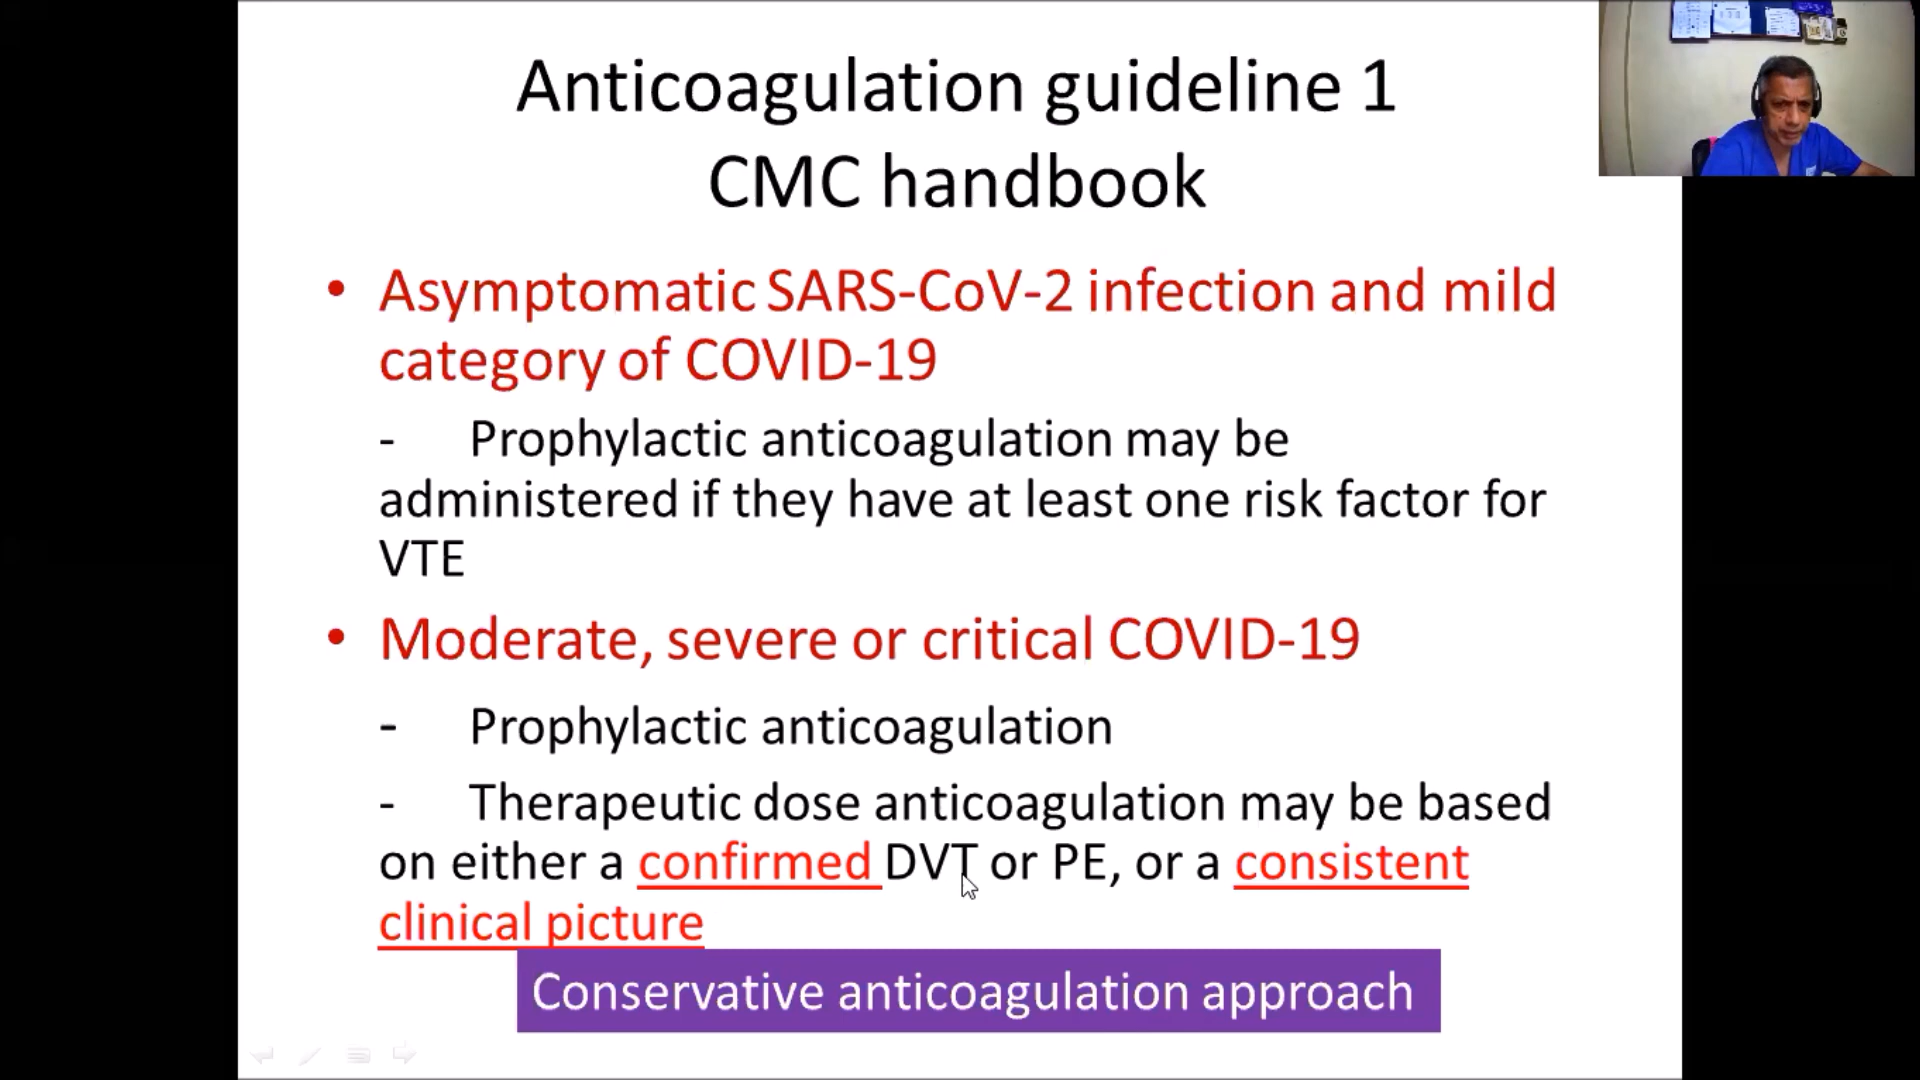 Anticoagulation guideline 1
CMC handbook
• Asymptomatic SARS-CoV-2 infection and mild
category of COVID-19
- Prophylactic anticoagulation may be
administered if they have at least one risk factor for
VTE
• Moderate, severe or critical COVID-19
- Prophylactic anticoagulation
- Therapeutic dose anticoagulation may be based
on either a confirmed DVT or PE, or a consistent
clinical picture
Conservative anticoagulation approach